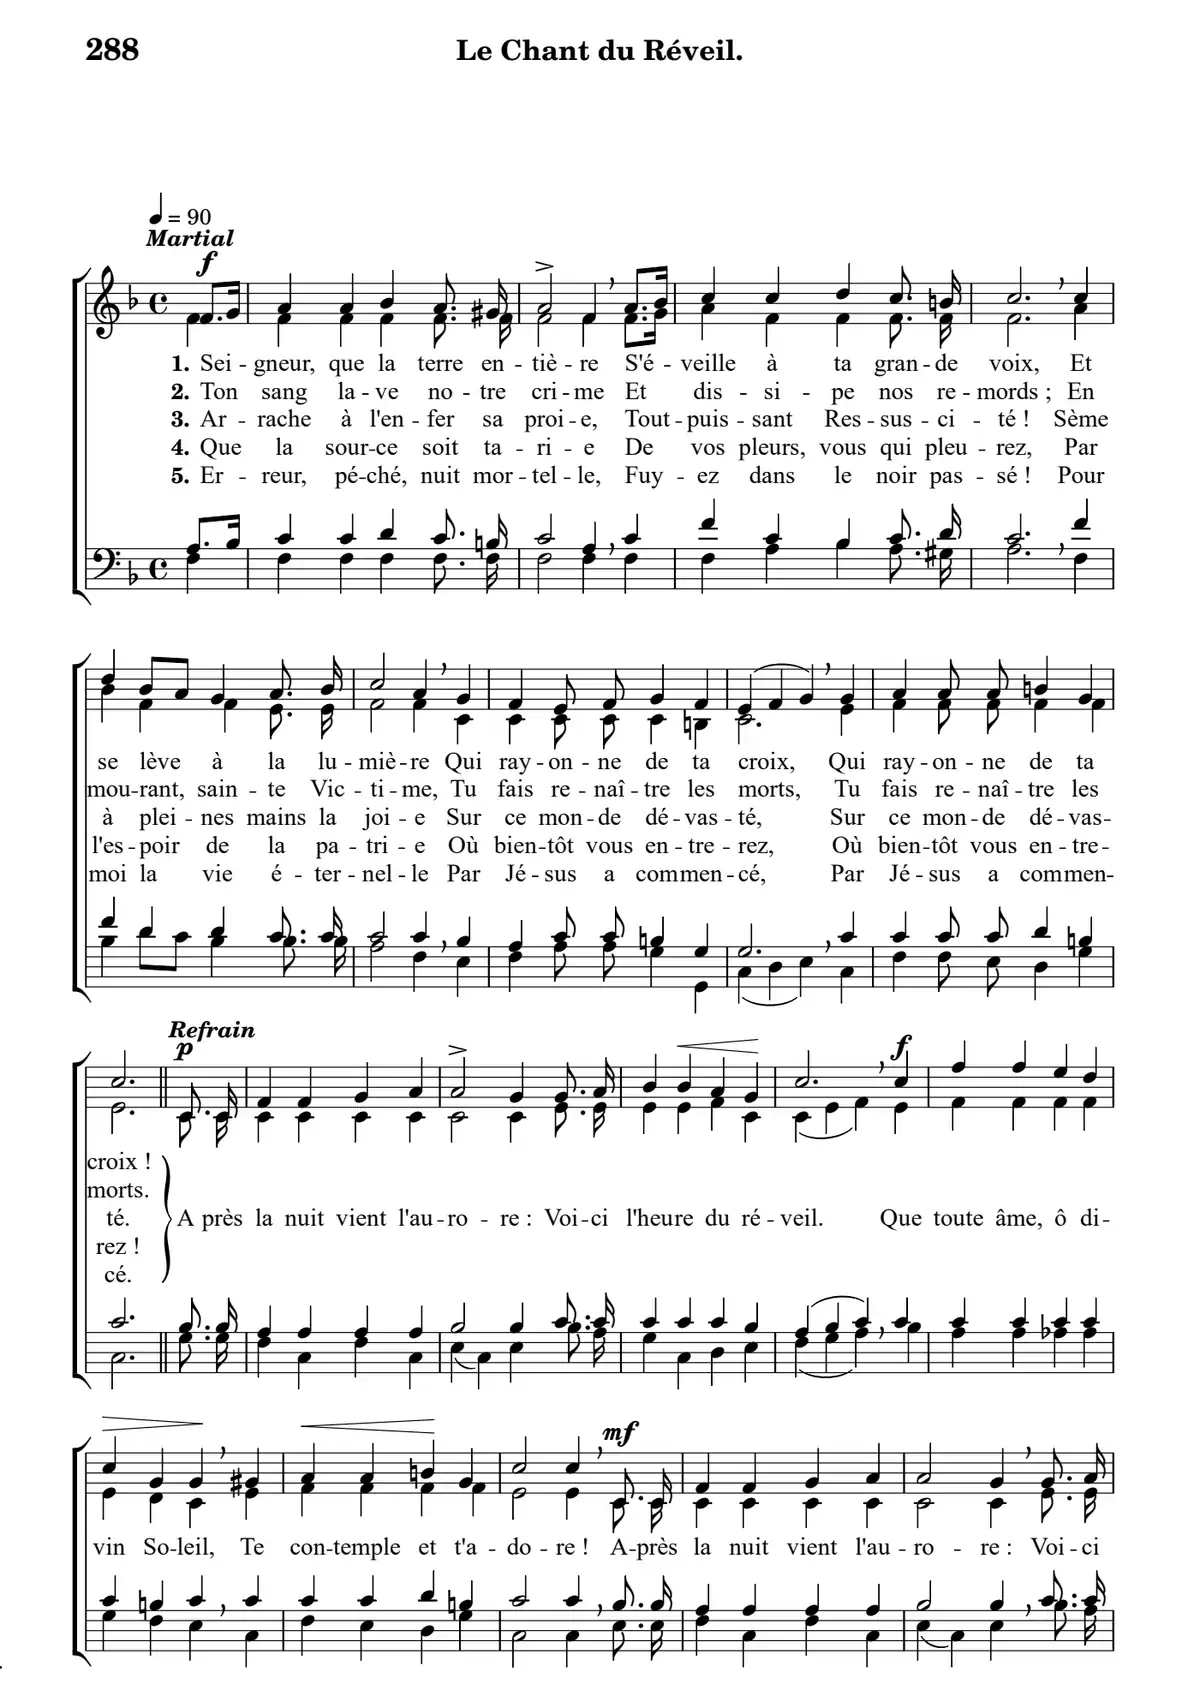 288 Le Chant du Réveil.
= 90
Martial
f
1. Sei - gneur, que la terre en - tiè - re S'é - veille à ta gran - de voix, Et
2. Ton sang la - ve no - tre cri - me Et dis - si - pe nos re - mords ; En
3. Ar - rache à l'en - fer sa proi - e, Tout - puis - sant Res - sus - ci - té ! Sème
4. Que la sour - ce soit ta - ri - e De vos pleurs, vous qui pleu - rez, Par
5. Er - reur, pé - ché, nuit mor - tel - le, Fuy - ez dans le noir pas - sé ! Pour
se lève à la lu - miè - re Qui ray - on - ne de ta croix, Qui ray - on - ne de ta
mou - rant, sain - te Vic - ti - me, Tu fais re - naî - tre les morts, Tu fais re - naî - tre les
à plei - nes mains la joi - e Sur ce mon - de dé - vas - té, Sur ce mon - de dé - vas -
l'es - poir de la pa - tri - e Où bien - tôt vous en - tre - rez, Où bien - tôt vous en - tre -
moi la vie é - ter - nel - le Par Jé - sus a commen - cé, Par Jé - sus a commen -
Refrain
p f
croix !
morts.
té. A près la nuit vient l'au - ro - re : Voi - ci l'heure du ré - veil. Que toute âme, ô di -
rez !
cé.
mf
vin So - leil, Te con - temple et t'a - do - re ! A - près la nuit vient l'au - ro - re : Voi - ci